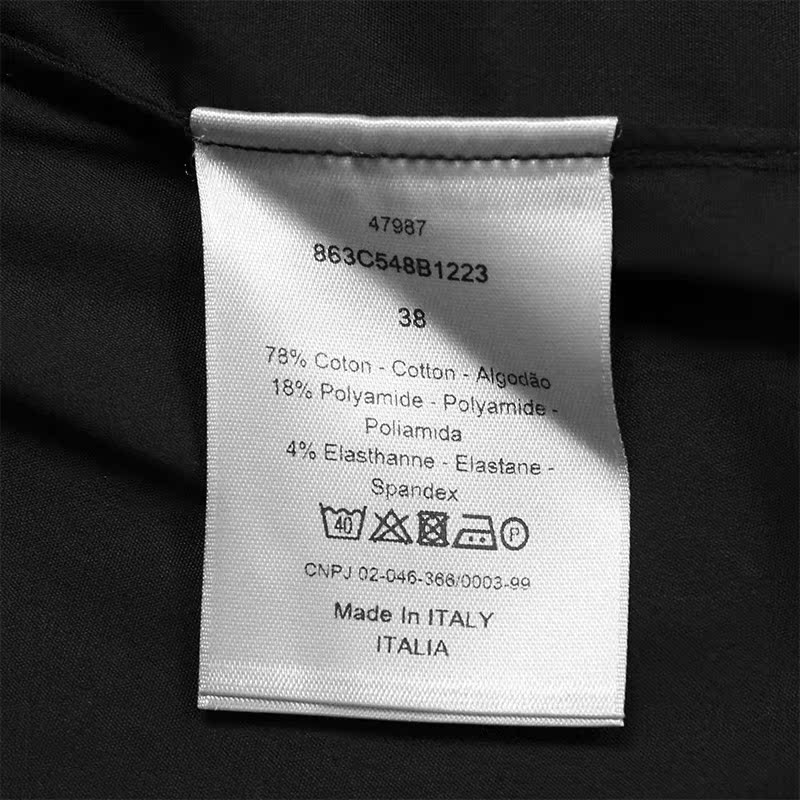 47987
863C548B1223
38
78% Coton - Cotton - Algodão
18% Polyamide - Polyamide -
Poliamida
4% Elasthanne - Elastane -
Spandex
40 P
CNPJ 02-046-366/0003-99
Made In ITALY
ITALIA